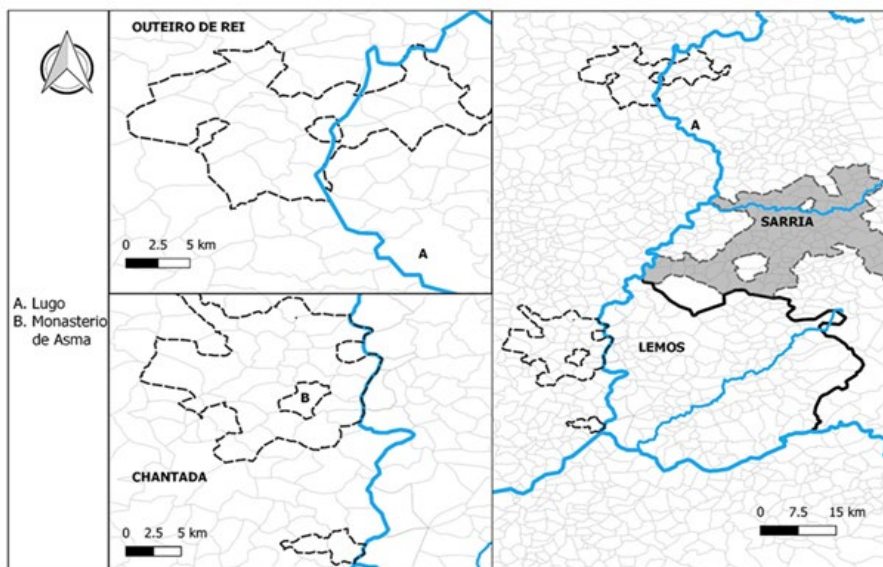 OUTEIRO DE REI
A
0 2.5 5 km
A. Lugo
B. Monasterio
de Asma
B
CHANTADA
0 2.5 5 km
A
SARRIA
LEMOS
0 7.5 15 km